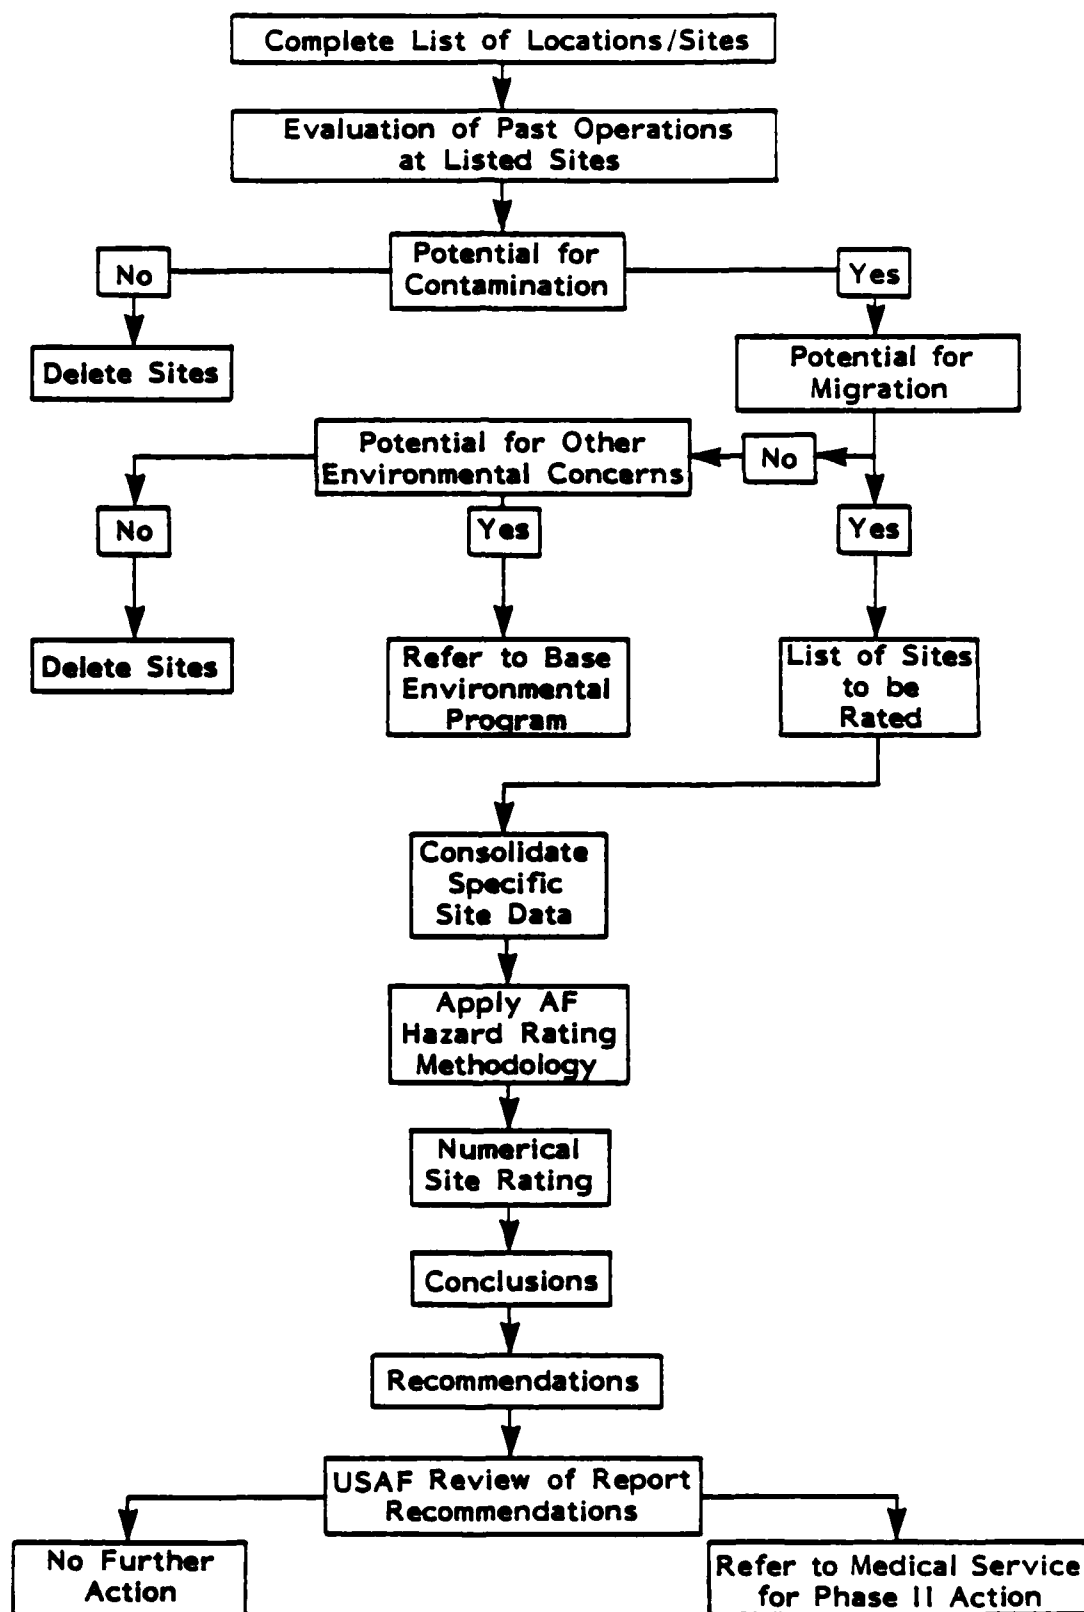 Complete List of Locations/Sites
Evaluation of Past Operations
at Listed Sites
Potential for
Contamination
No
Yes
Delete Sites
Potential for
Migration
Potential for Other
Environmental Concerns
No
No
Yes
Yes
Delete Sites
Refer to Base
Environmental
Program
List of Sites
to be
Rated
Consolidate
Specific
Site Data
Apply AF
Hazard Rating
Methodology
Numerical
Site Rating
Conclusions
Recommendations
USAF Review of Report
Recommendations
No Further
Action
Refer to Medical Service
for Phase II Action